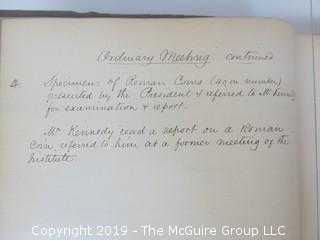 Ordinary Meeting continued
Specimens of Roman Coins (49 in number)
presented by the President & referred to Mr Kennedy
for examination & report.
Mr Kennedy read a report on a Roman
Coin, referred to him at a former meeting of the
Institute.
Copyright © 2019 - The McGuire Group LLC